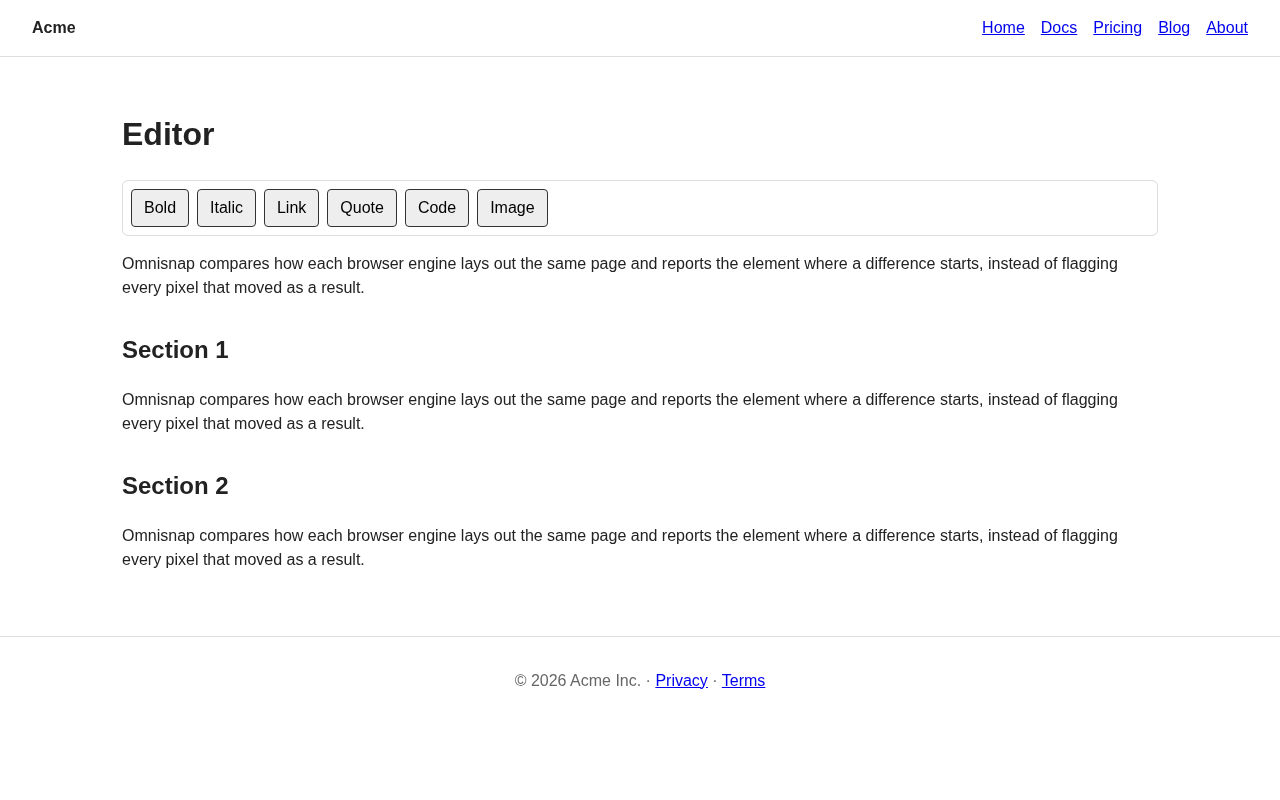 Acme
Home Docs Pricing Blog About
Editor
Bold Italic Link Quote Code Image
Omnisnap compares how each browser engine lays out the same page and reports the element where a difference starts, instead of flagging
every pixel that moved as a result.
Section 1
Omnisnap compares how each browser engine lays out the same page and reports the element where a difference starts, instead of flagging
every pixel that moved as a result.
Section 2
Omnisnap compares how each browser engine lays out the same page and reports the element where a difference starts, instead of flagging
every pixel that moved as a result.
© 2026 Acme Inc. · Privacy · Terms